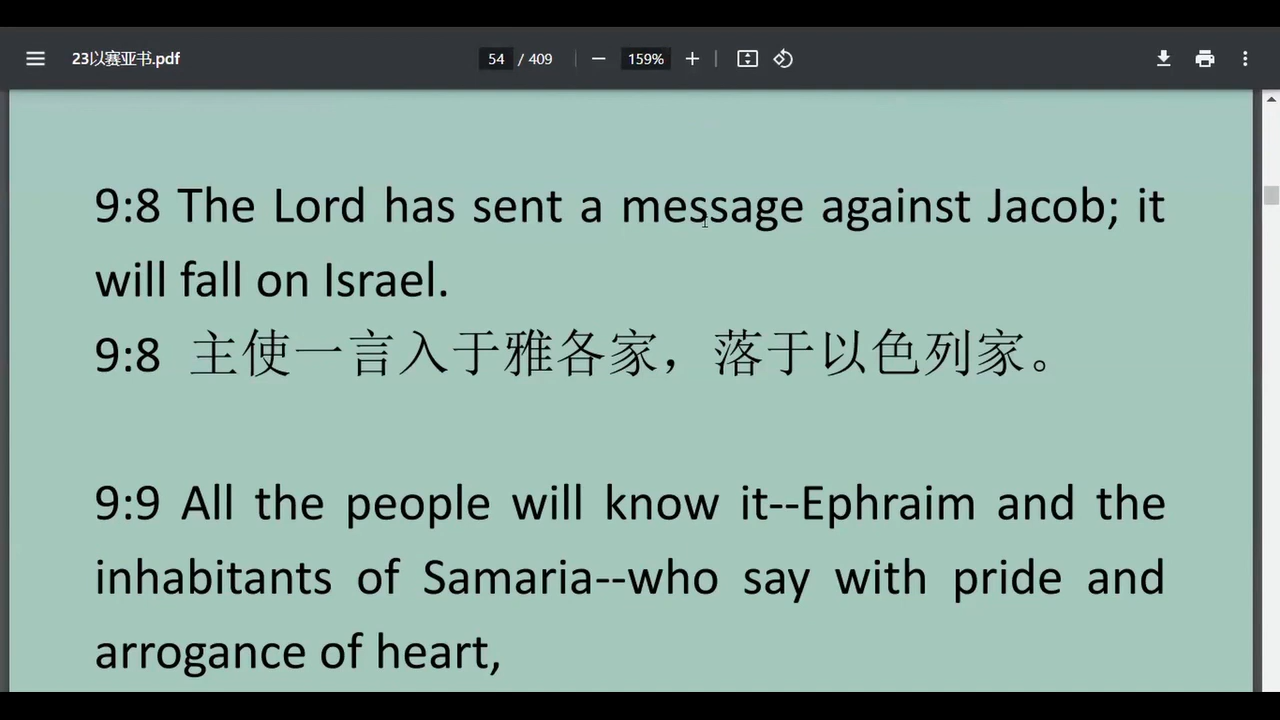 23以赛亚书.pdf
54 / 409
159%
9:8 The Lord has sent a message against Jacob; it
will fall on Israel.
9:8 主使一言入于雅各家，落于以色列家。
9:9 All the people will know it--Ephraim and the
inhabitants of Samaria--who say with pride and
arrogance of heart,